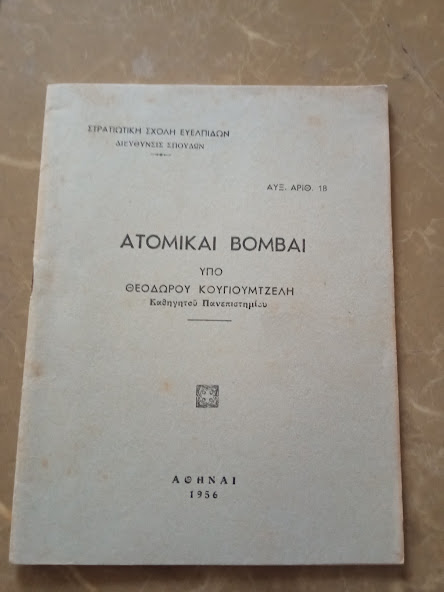 ΣΤΡΑΤΙΩΤΙΚΗ ΣΧΟΛΗ ΕΥΕΛΠΙΔΩΝ
ΔΙΕΥΘΥΝΣΙΣ ΣΠΟΥΔΩΝ
ΑΥΞ. ΑΡΙΘ. 18
ΑΤΟΜΙΚΑΙ ΒΟΜΒΑΙ
ΥΠΟ
ΘΕΟΔΩΡΟΥ ΚΟΥΓΙΟΥΜΤΖΕΛΗ
Καθηγητοῦ Πανεπιστημίου
ΑΘΗΝΑΙ
1956